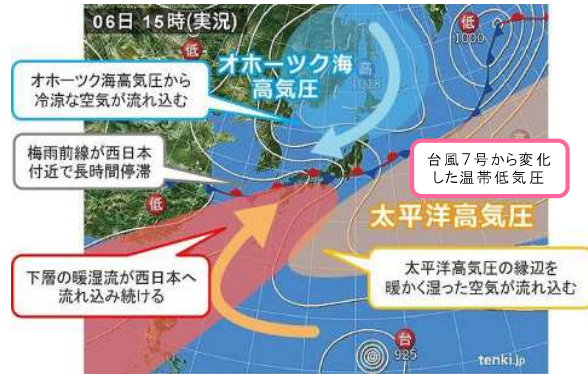 06日 15時(実況)
低
1000
オホーツク海高気圧から
冷涼な空気が流れ込む
オホーツク海
高気圧
高
1018
梅雨前線が西日本
付近で長時間停滞
台風7号から変化
した温帯低気圧
低
太平洋高気圧
下層の暖湿流が西日本へ
流れ込み続ける
太平洋高気圧の縁辺を
暖かく湿った空気が流れ込む
台
925
tenki.jp